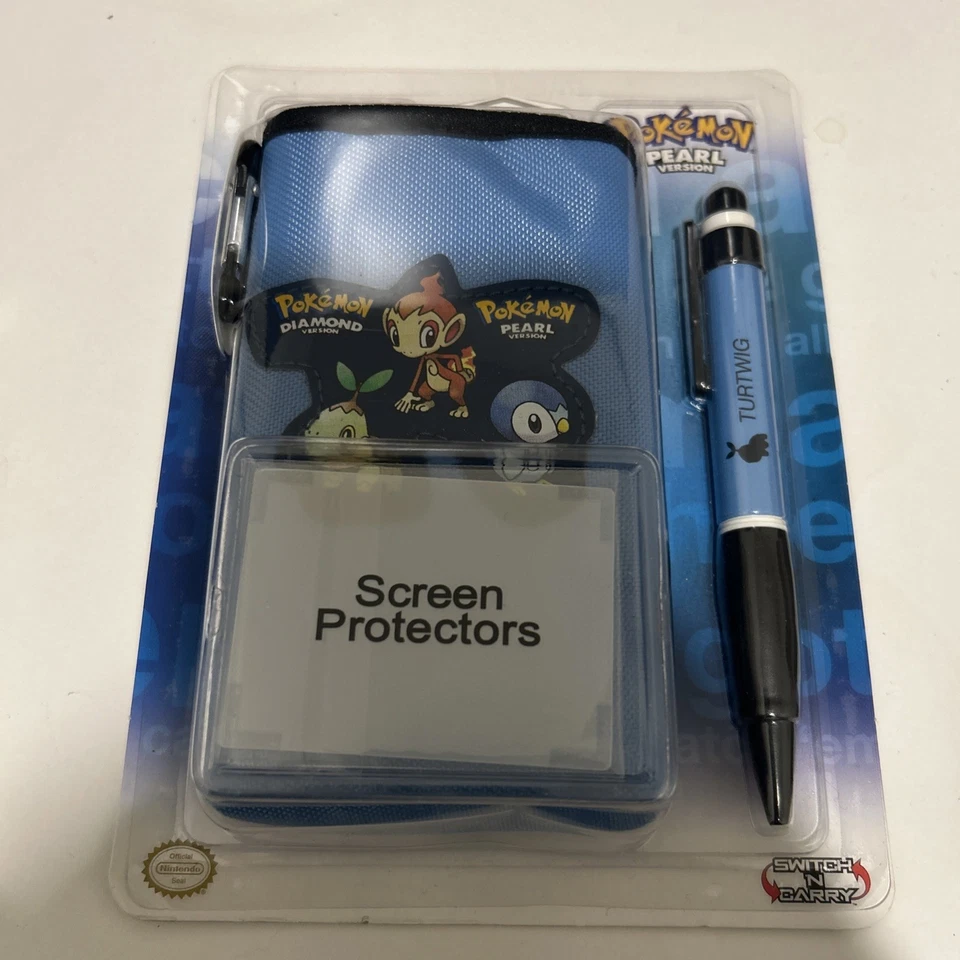 POKéMON
PEARL
VERSION
POKéMON
DIAMOND
VERSION
POKéMON
PEARL
VERSION
TURTWIG
Screen
Protectors
Official
Nintendo
Seal
SWITCH
N
CARRY